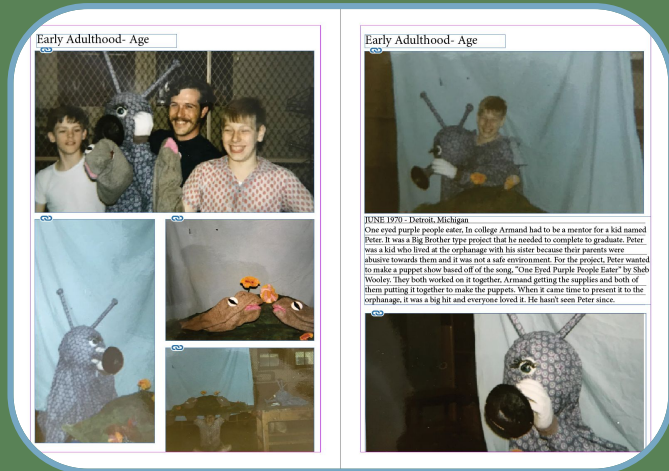 Early Adulthood- Age
Early Adulthood- Age
JUNE 1970 - Detroit, Michigan
One eyed purple people eater, In college Armand had to be a mentor for a kid named
Peter. It was a Big Brother type project that he needed to complete to graduate. Peter
was a kid who lived at the orphanage with his sister because their parents were
abusive towards them and it was not a safe environment. For the project, Peter wanted
to make a puppet show based off of the song, "One Eyed Purple People Eater" by Sheb
Wooley. They both worked on it together, Armand getting the supplies and both of
them putting it together to make the puppets. When it came time to present it to the
orphanage, it was a big hit and everyone loved it. He hasn't seen Peter since.